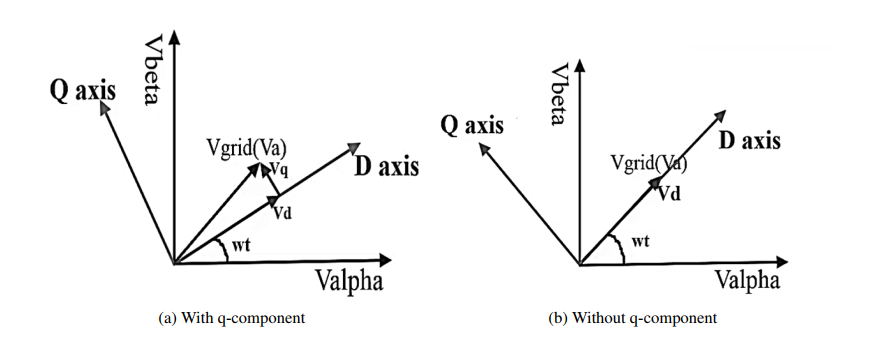 Vbeta
Q axis
Vgrid(Va)
Vq
D axis
Vd
wt
Valpha
(a) With q-component
Vbeta
Q axis
D axis
Vgrid(Va)
Vd
wt
Valpha
(b) Without q-component